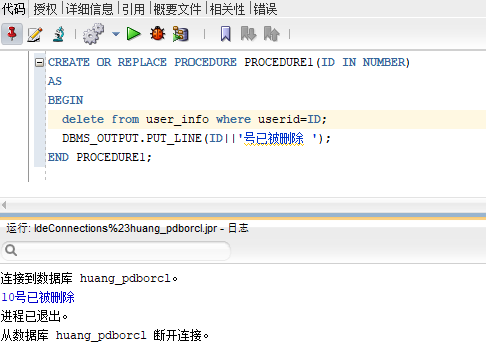 代码 授权 详细信息 引用 概要文件 相关性 错误
CREATE OR REPLACE PROCEDURE PROCEDURE1(ID IN NUMBER)
AS
BEGIN
delete from user_info where userid=ID;
DBMS_OUTPUT.PUT_LINE(ID||'号已被删除 ');
END PROCEDURE1;
运行: IdeConnections%23huang_pdborcl.jpr - 日志
连接到数据库 huang_pdborcl。
10号已被删除
进程已退出。
从数据库 huang_pdborcl 断开连接。